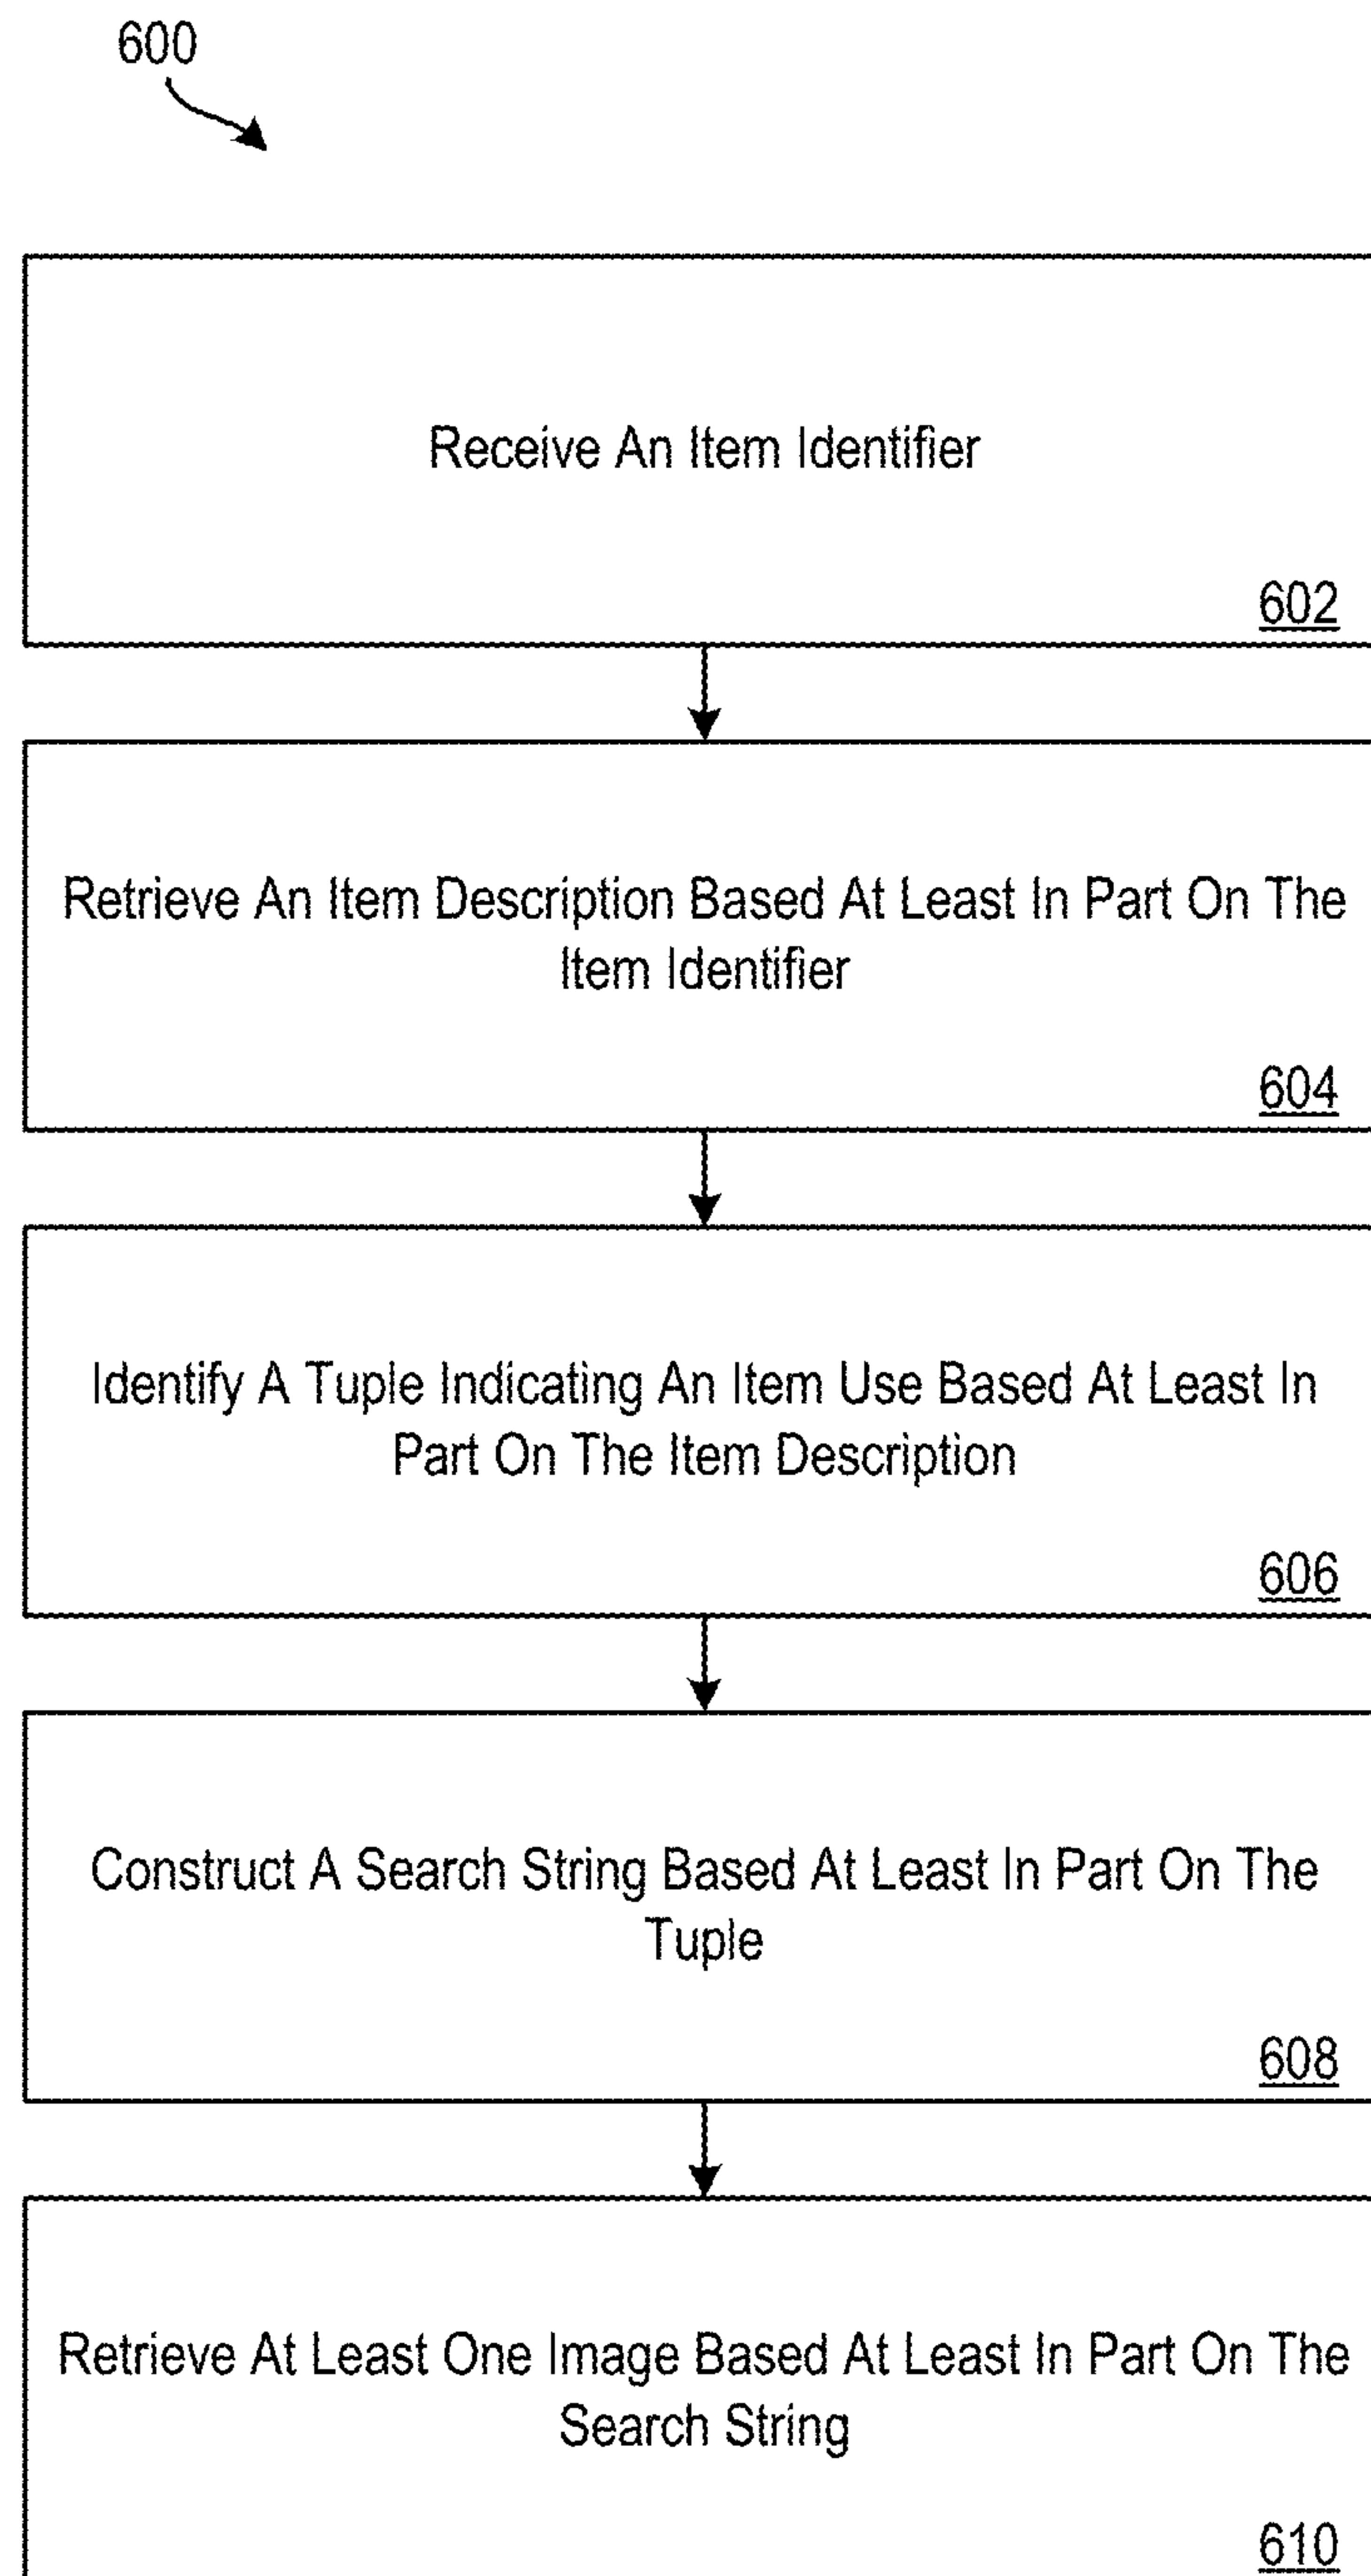 600
Receive An Item Identifier
602
Retrieve An Item Description Based At Least In Part On The
Item Identifier
604
Identify A Tuple Indicating An Item Use Based At Least In
Part On The Item Description
606
Construct A Search String Based At Least In Part On The
Tuple
608
Retrieve At Least One Image Based At Least In Part On The
Search String
610